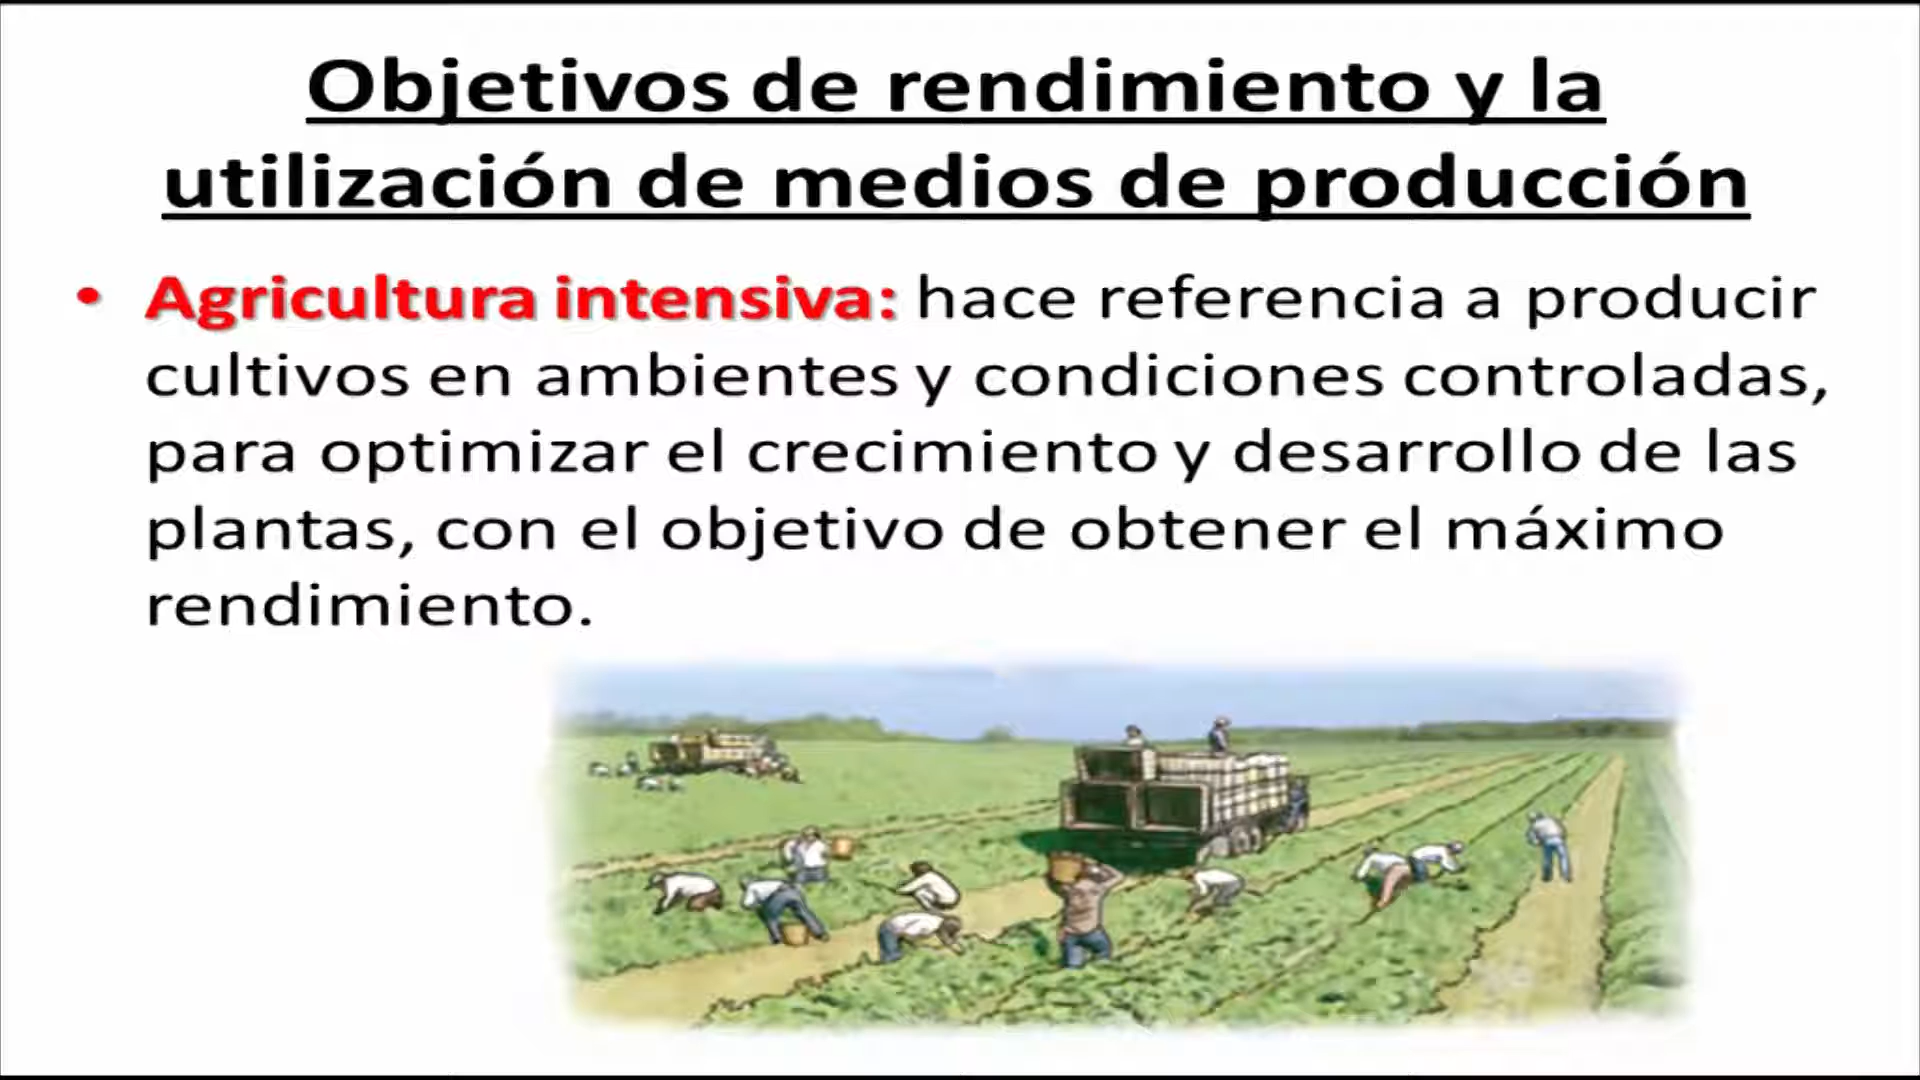 Objetivos de rendimiento y la
utilización de medios de producción
• Agricultura intensiva: hace referencia a producir
cultivos en ambientes y condiciones controladas,
para optimizar el crecimiento y desarrollo de las
plantas, con el objetivo de obtener el máximo
rendimiento.